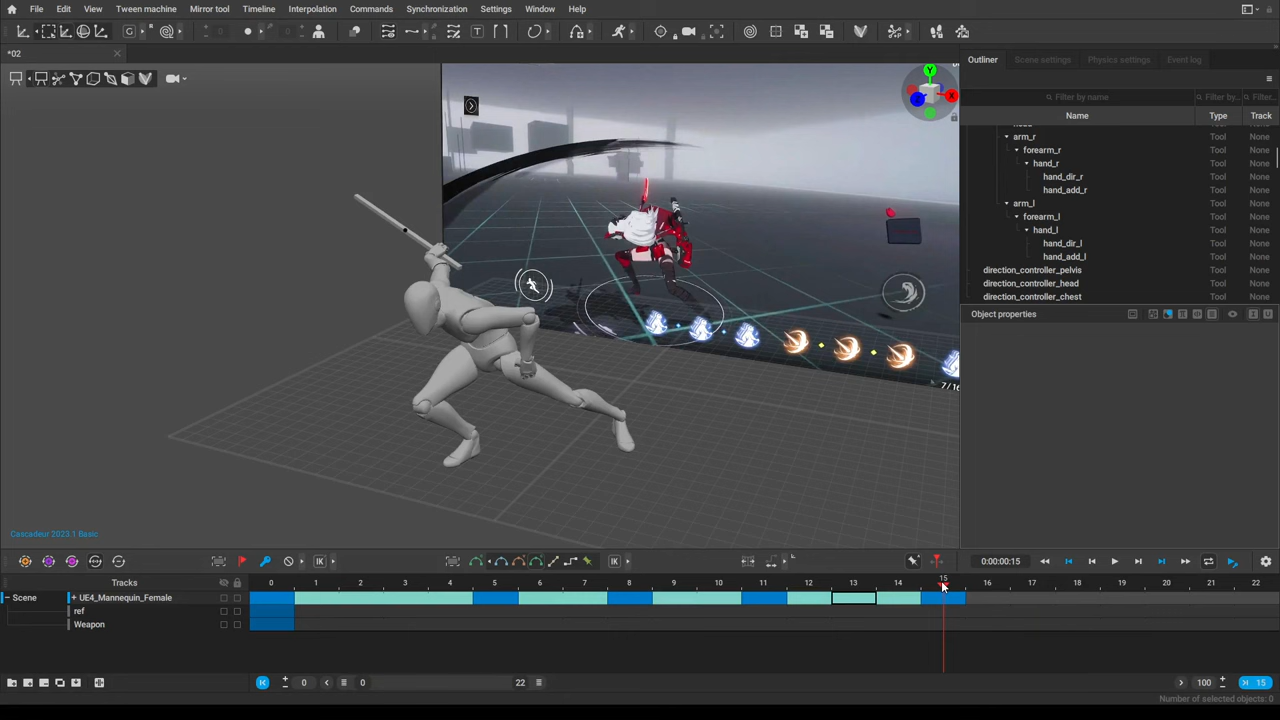 File Edit View Tween machine Mirror tool Timeline Interpolation Commands Synchronization Settings Window Help
*02
Outliner Scene settings Physics settings Event log
Filter by name Filter by... Filter...
Name Type Track
arm_r Tool None
forearm_r Tool None
hand_r Tool None
hand_dir_r Tool None
hand_add_r Tool None
arm_l Tool None
forearm_l Tool None
hand_l Tool None
hand_dir_l Tool None
hand_add_l Tool None
direction_controller_pelvis Tool None
direction_controller_head Tool None
direction_controller_chest Tool None
Object properties
Y
X
Z
7/16
Cascadeur 2023.1 Basic
IK IK 0:00:00:15
Tracks 0 1 2 3 4 5 6 7 8 9 10 11 12 13 14 15 16 17 18 19 20 21 22
Scene + UE4_Mannequin_Female
ref
Weapon
0 0 22 100 15
Number of selected objects: 0